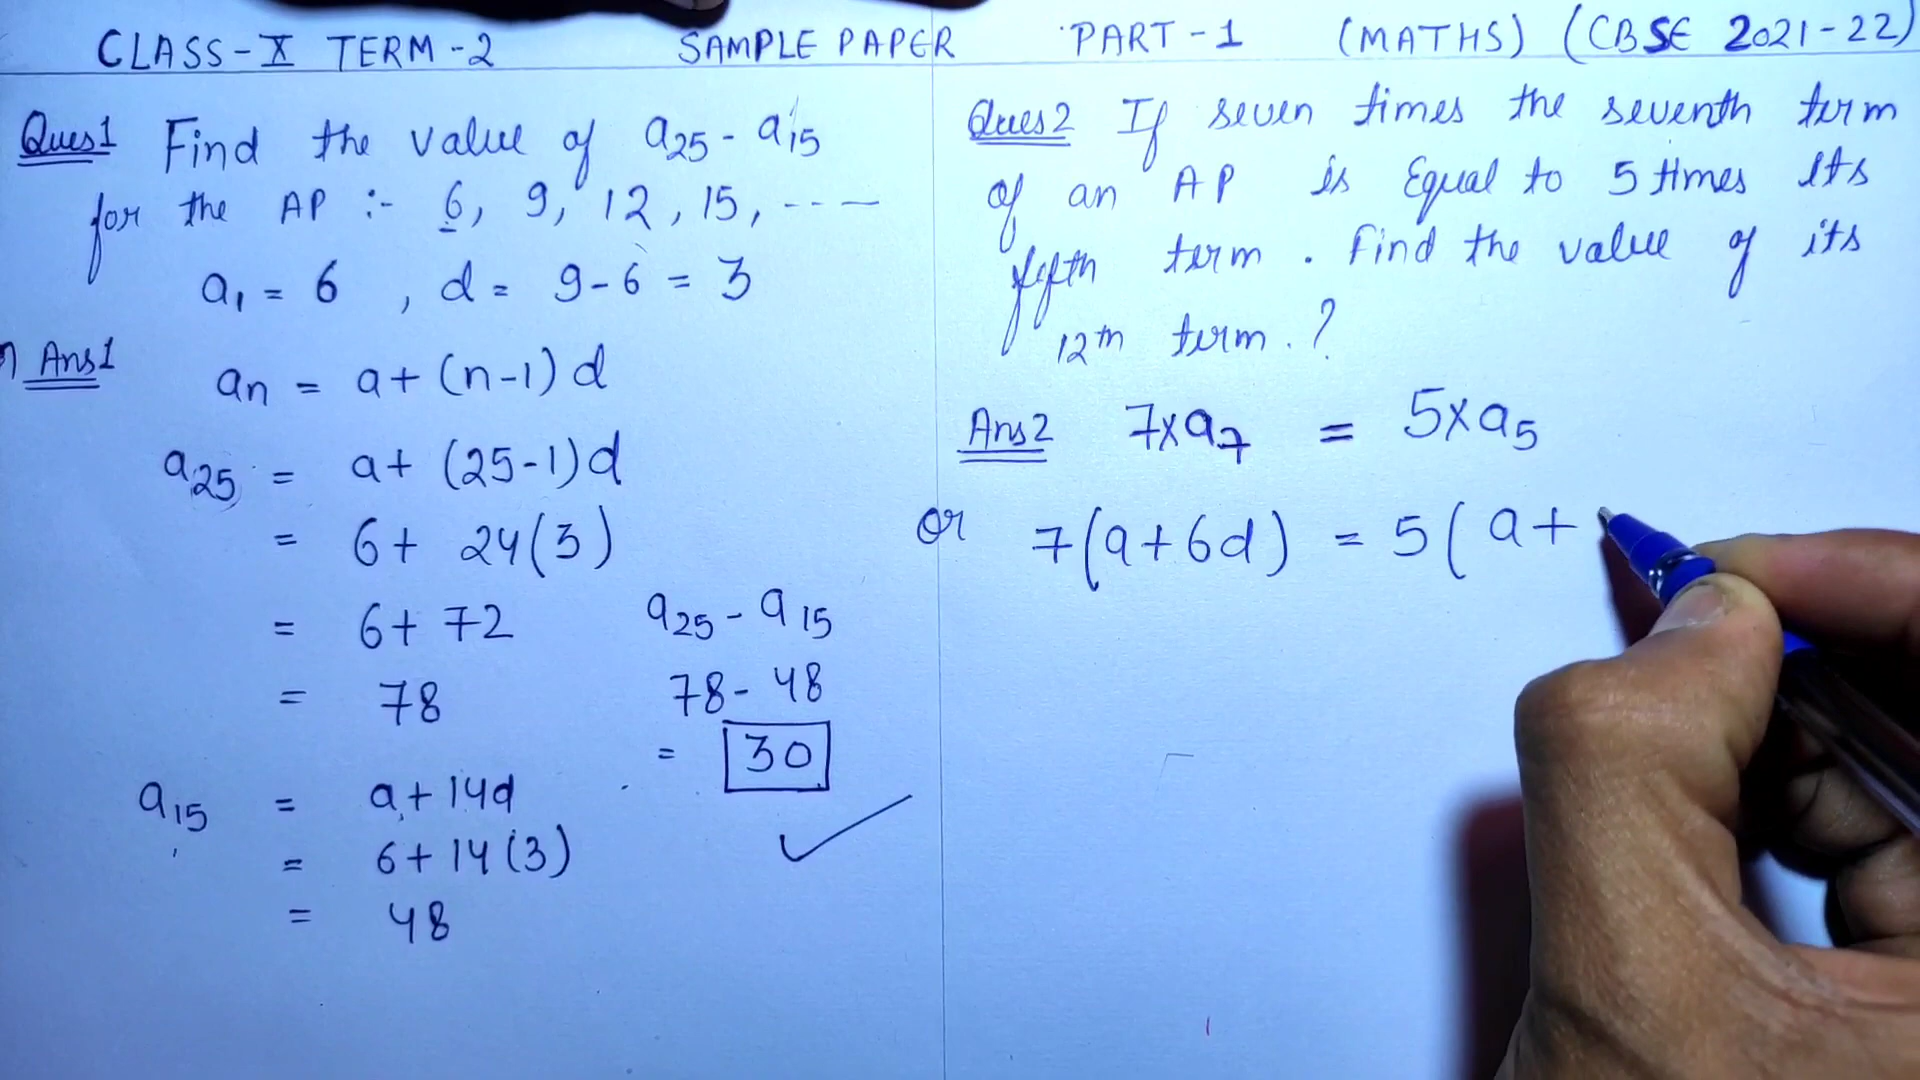 CLASS-X TERM-2 SAMPLE PAPER PART-1 (MATHS) (CBSE 2021-22)
Ques1 Find the value of a25 - a15
for the AP :- 6, 9, 12, 15, ----
a1 = 6 , d = 9-6 = 3
Ans1
an = a+(n-1)d
a25 = a+(25-1)d
= 6+ 24(3)
= 6+72
= 78
a15 = a+14d
= 6+14(3)
= 48
a25 - a15
78-48
= 30
Ques2 If seven times the seventh term
of an AP is Equal to 5 times its
fifth term. Find the value of its
12th term.?
Ans2 7×a7 = 5×a5
or 7(a+6d) = 5(a+